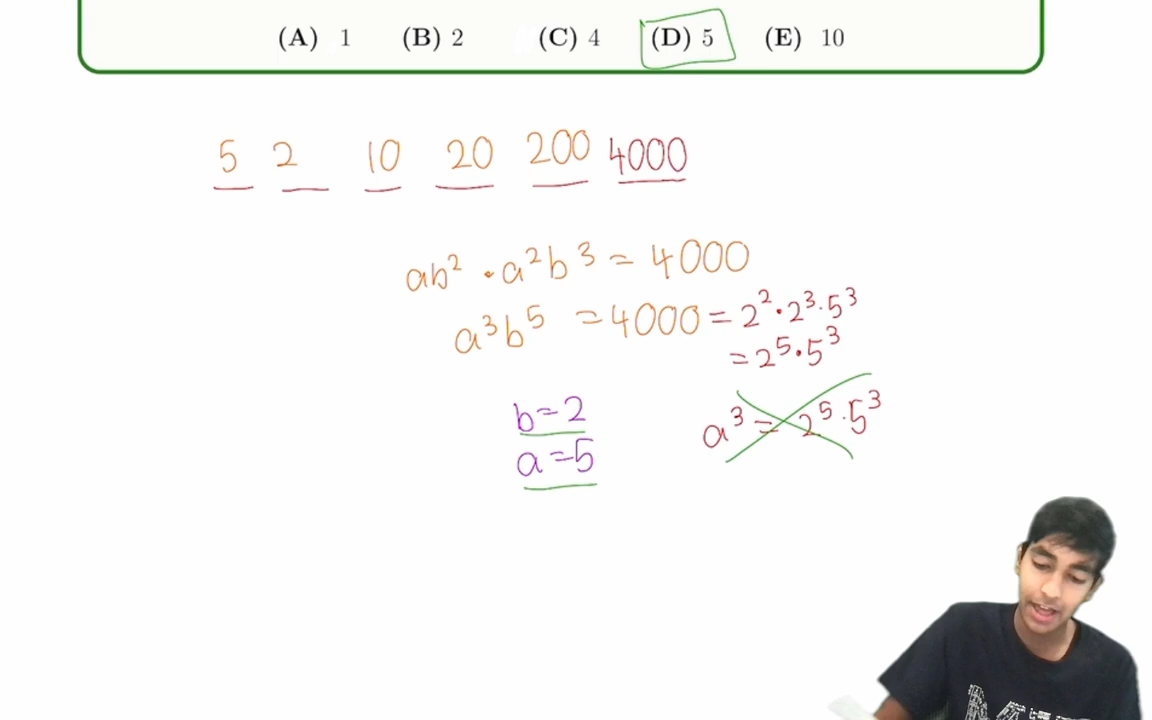 (A) 1 (B) 2 (C) 4 (D) 5 (E) 10
5 2 10 20 200 4000
ab² · a²b³ = 4000
a³b⁵ = 4000 = 2² · 2³ · 5³
= 2⁵ · 5³
b = 2
a³ = 2⁵ · 5³
a = 5